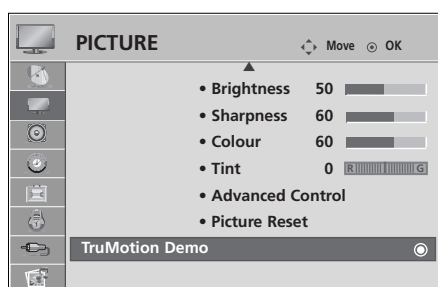 PICTURE Move OK
• Brightness 50
• Sharpness 60
• Colour 60
• Tint 0 R G
• Advanced Control
• Picture Reset
TruMotion Demo